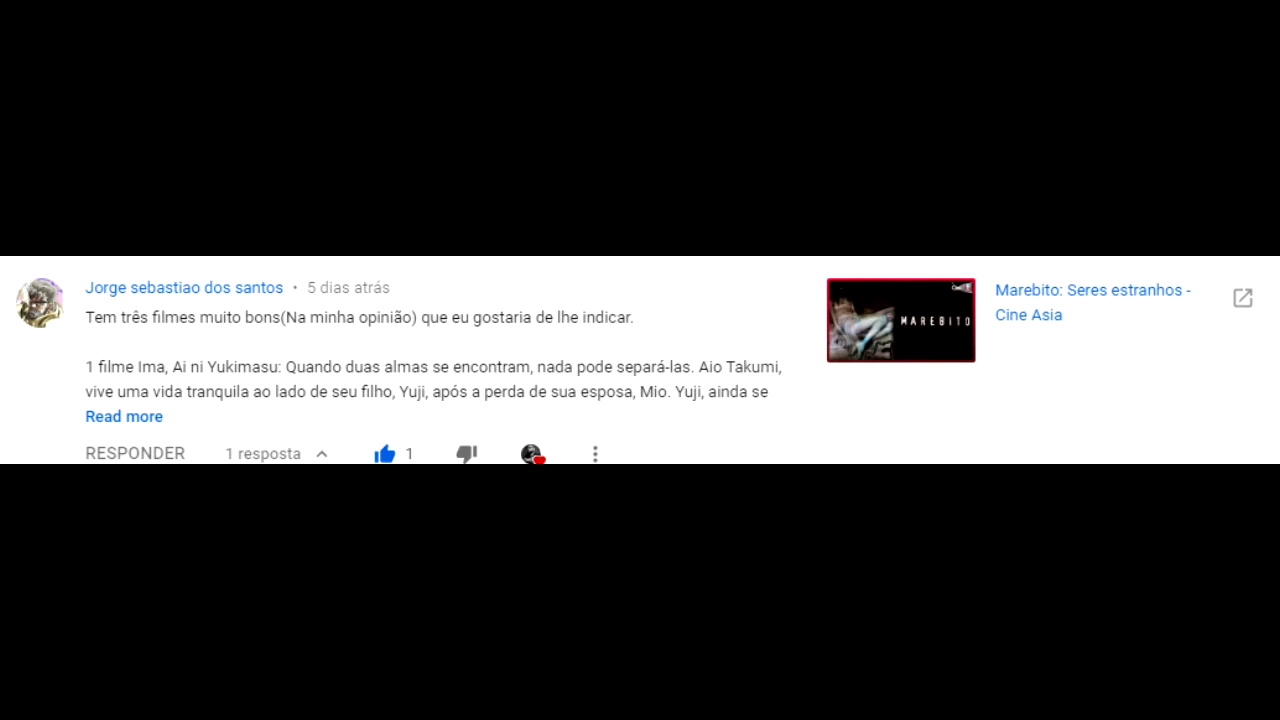 Jorge sebastiao dos santos • 5 dias atrás
Tem três filmes muito bons(Na minha opinião) que eu gostaria de lhe indicar.
1 filme Ima, Ai ni Yukimasu: Quando duas almas se encontram, nada pode separá-las. Aio Takumi,
vive uma vida tranquila ao lado de seu filho, Yuji, após a perda de sua esposa, Mio. Yuji, ainda se
Read more
RESPONDER 1 resposta 1
MAREBITO
Marebito: Seres estranhos -
Cine Asia